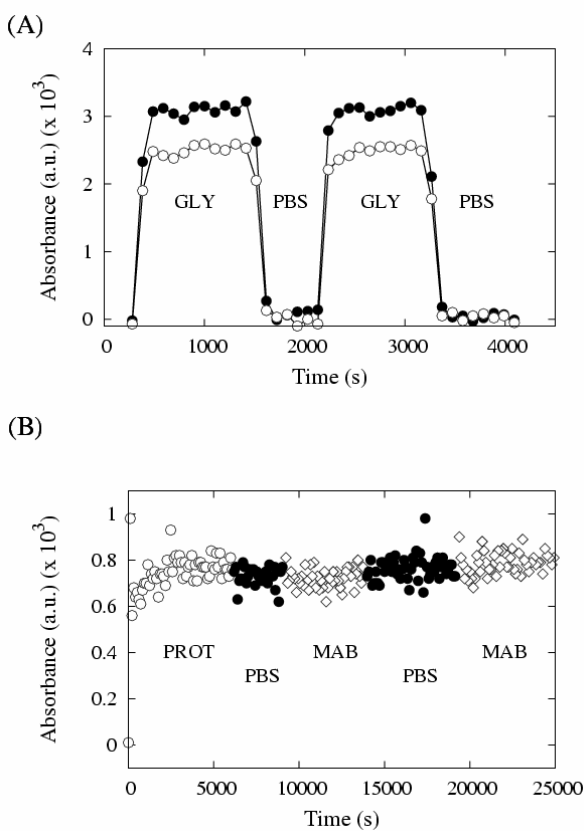 (A)
4
3
2
1
0
Absorbance (a.u.) (x 10³)
GLY PBS GLY PBS
0 1000 2000 3000 4000
Time (s)
(B)
1
0.8
0.6
0.4
0.2
0
Absorbance (a.u.) (x 10³)
PROT MAB MAB
PBS PBS
0 5000 10000 15000 20000 25000
Time (s)